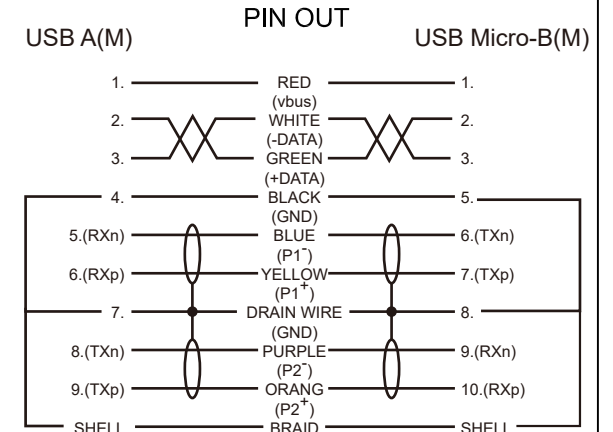 PIN OUT
USB A(M) USB Micro-B(M)
1. RED 1.
(vbus)
2. WHITE 2.
(-DATA)
3. GREEN 3.
(+DATA)
4. BLACK 5.
(GND)
5.(RXn) BLUE 6.(TXn)
(P1-)
6.(RXp) YELLOW 7.(TXp)
(P1+)
7. DRAIN WIRE 8.
(GND)
8.(TXn) PURPLE 9.(RXn)
(P2-)
9.(TXp) ORANG 10.(RXp)
(P2+)
SHELL BRAID SHELL